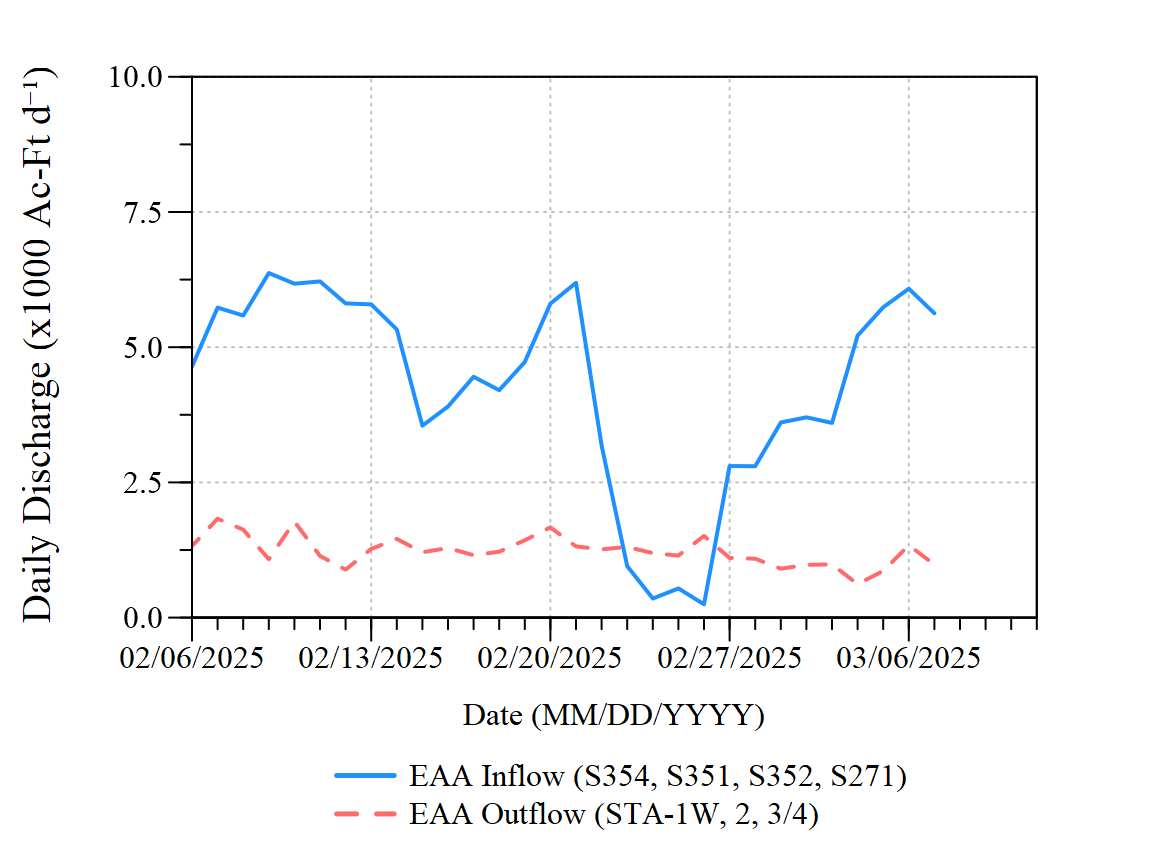 Daily Discharge (x1000 Ac-Ft d⁻¹)
10.0
7.5
5.0
2.5
0.0
02/06/2025 02/13/2025 02/20/2025 02/27/2025 03/06/2025
Date (MM/DD/YYYY)
EAA Inflow (S354, S351, S352, S271)
EAA Outflow (STA-1W, 2, 3/4)